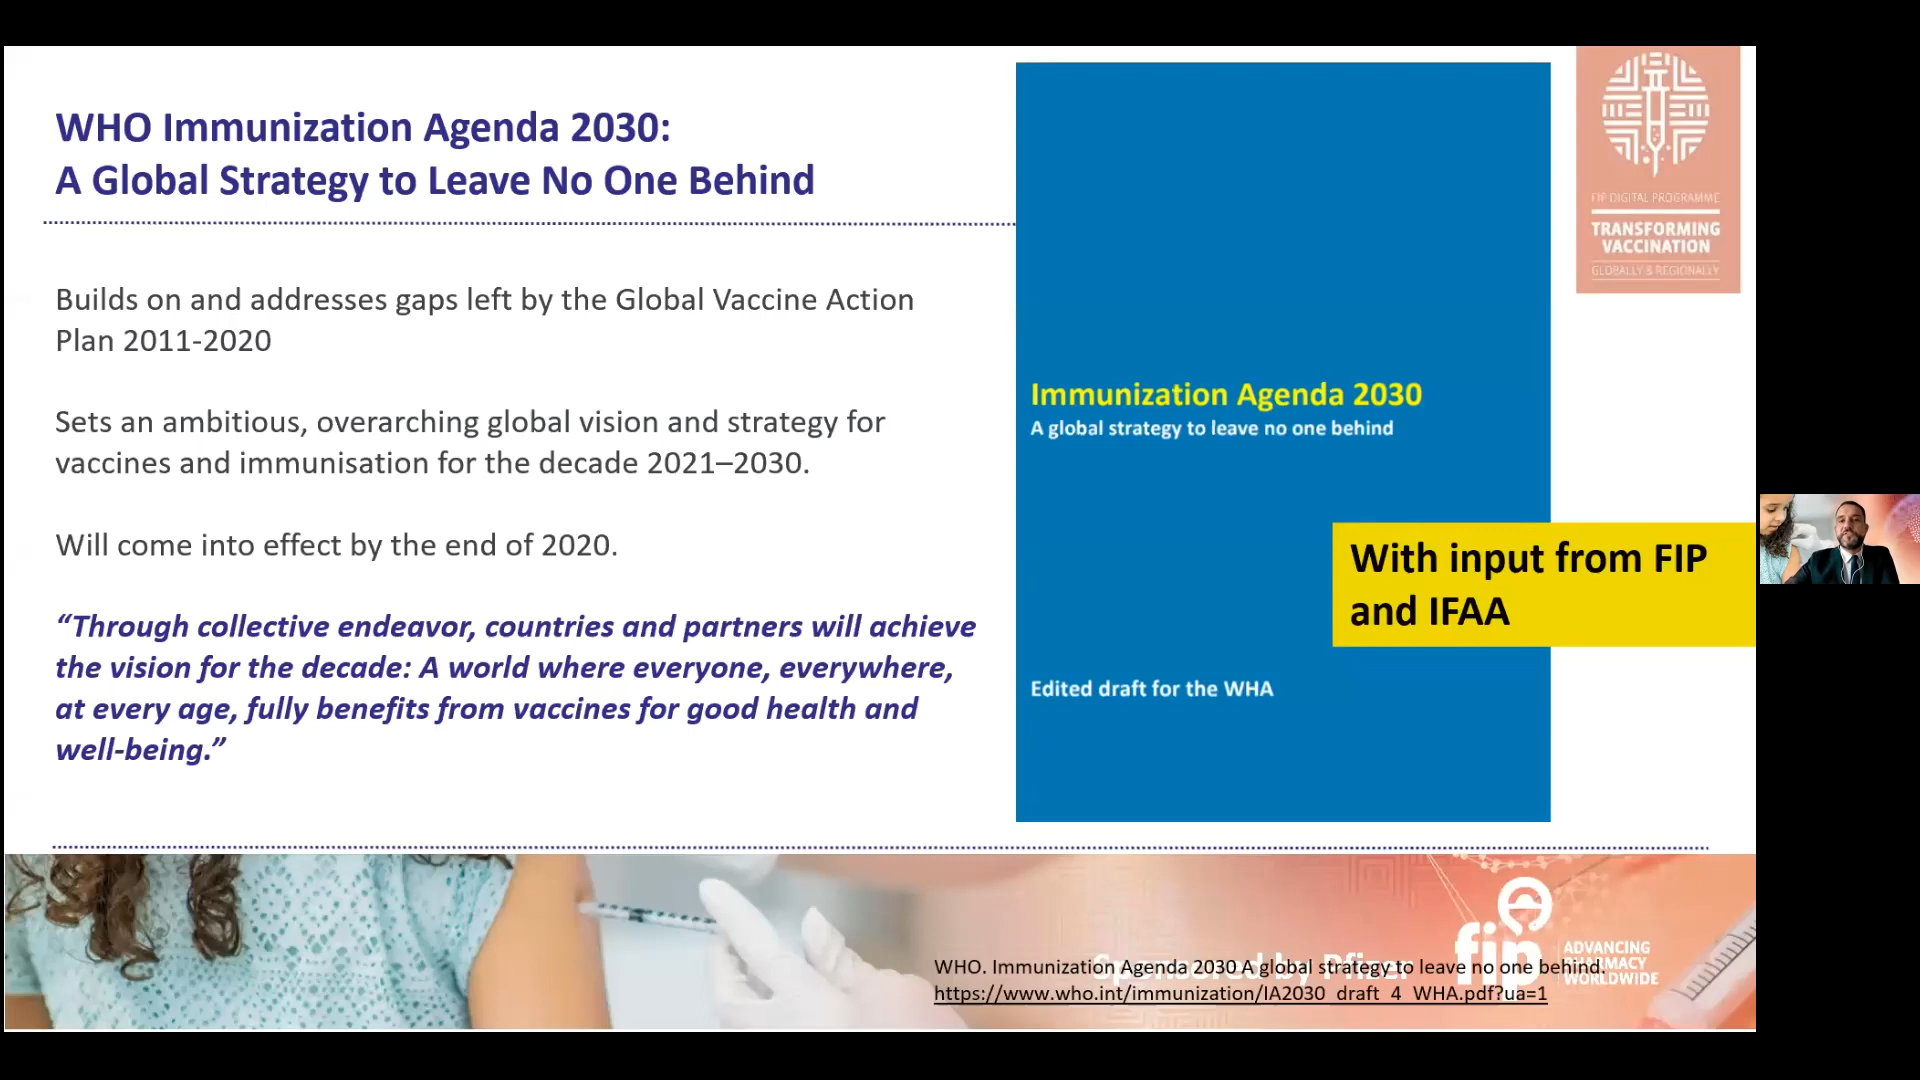 WHO Immunization Agenda 2030:
A Global Strategy to Leave No One Behind
Builds on and addresses gaps left by the Global Vaccine Action
Plan 2011-2020
Sets an ambitious, overarching global vision and strategy for
vaccines and immunisation for the decade 2021–2030.
Will come into effect by the end of 2020.
“Through collective endeavor, countries and partners will achieve
the vision for the decade: A world where everyone, everywhere,
at every age, fully benefits from vaccines for good health and
well-being.”
Immunization Agenda 2030
A global strategy to leave no one behind
With input from FIP
and IFAA
Edited draft for the WHA
FIP DIGITAL PROGRAMME
TRANSFORMING
VACCINATION
GLOBALLY & REGIONALLY
Sponsored by Pfizer
WHO. Immunization Agenda 2030 A global strategy to leave no one behind.
https://www.who.int/immunization/IA2030_draft_4_WHA.pdf?ua=1
fip
ADVANCING
PHARMACY
WORLDWIDE